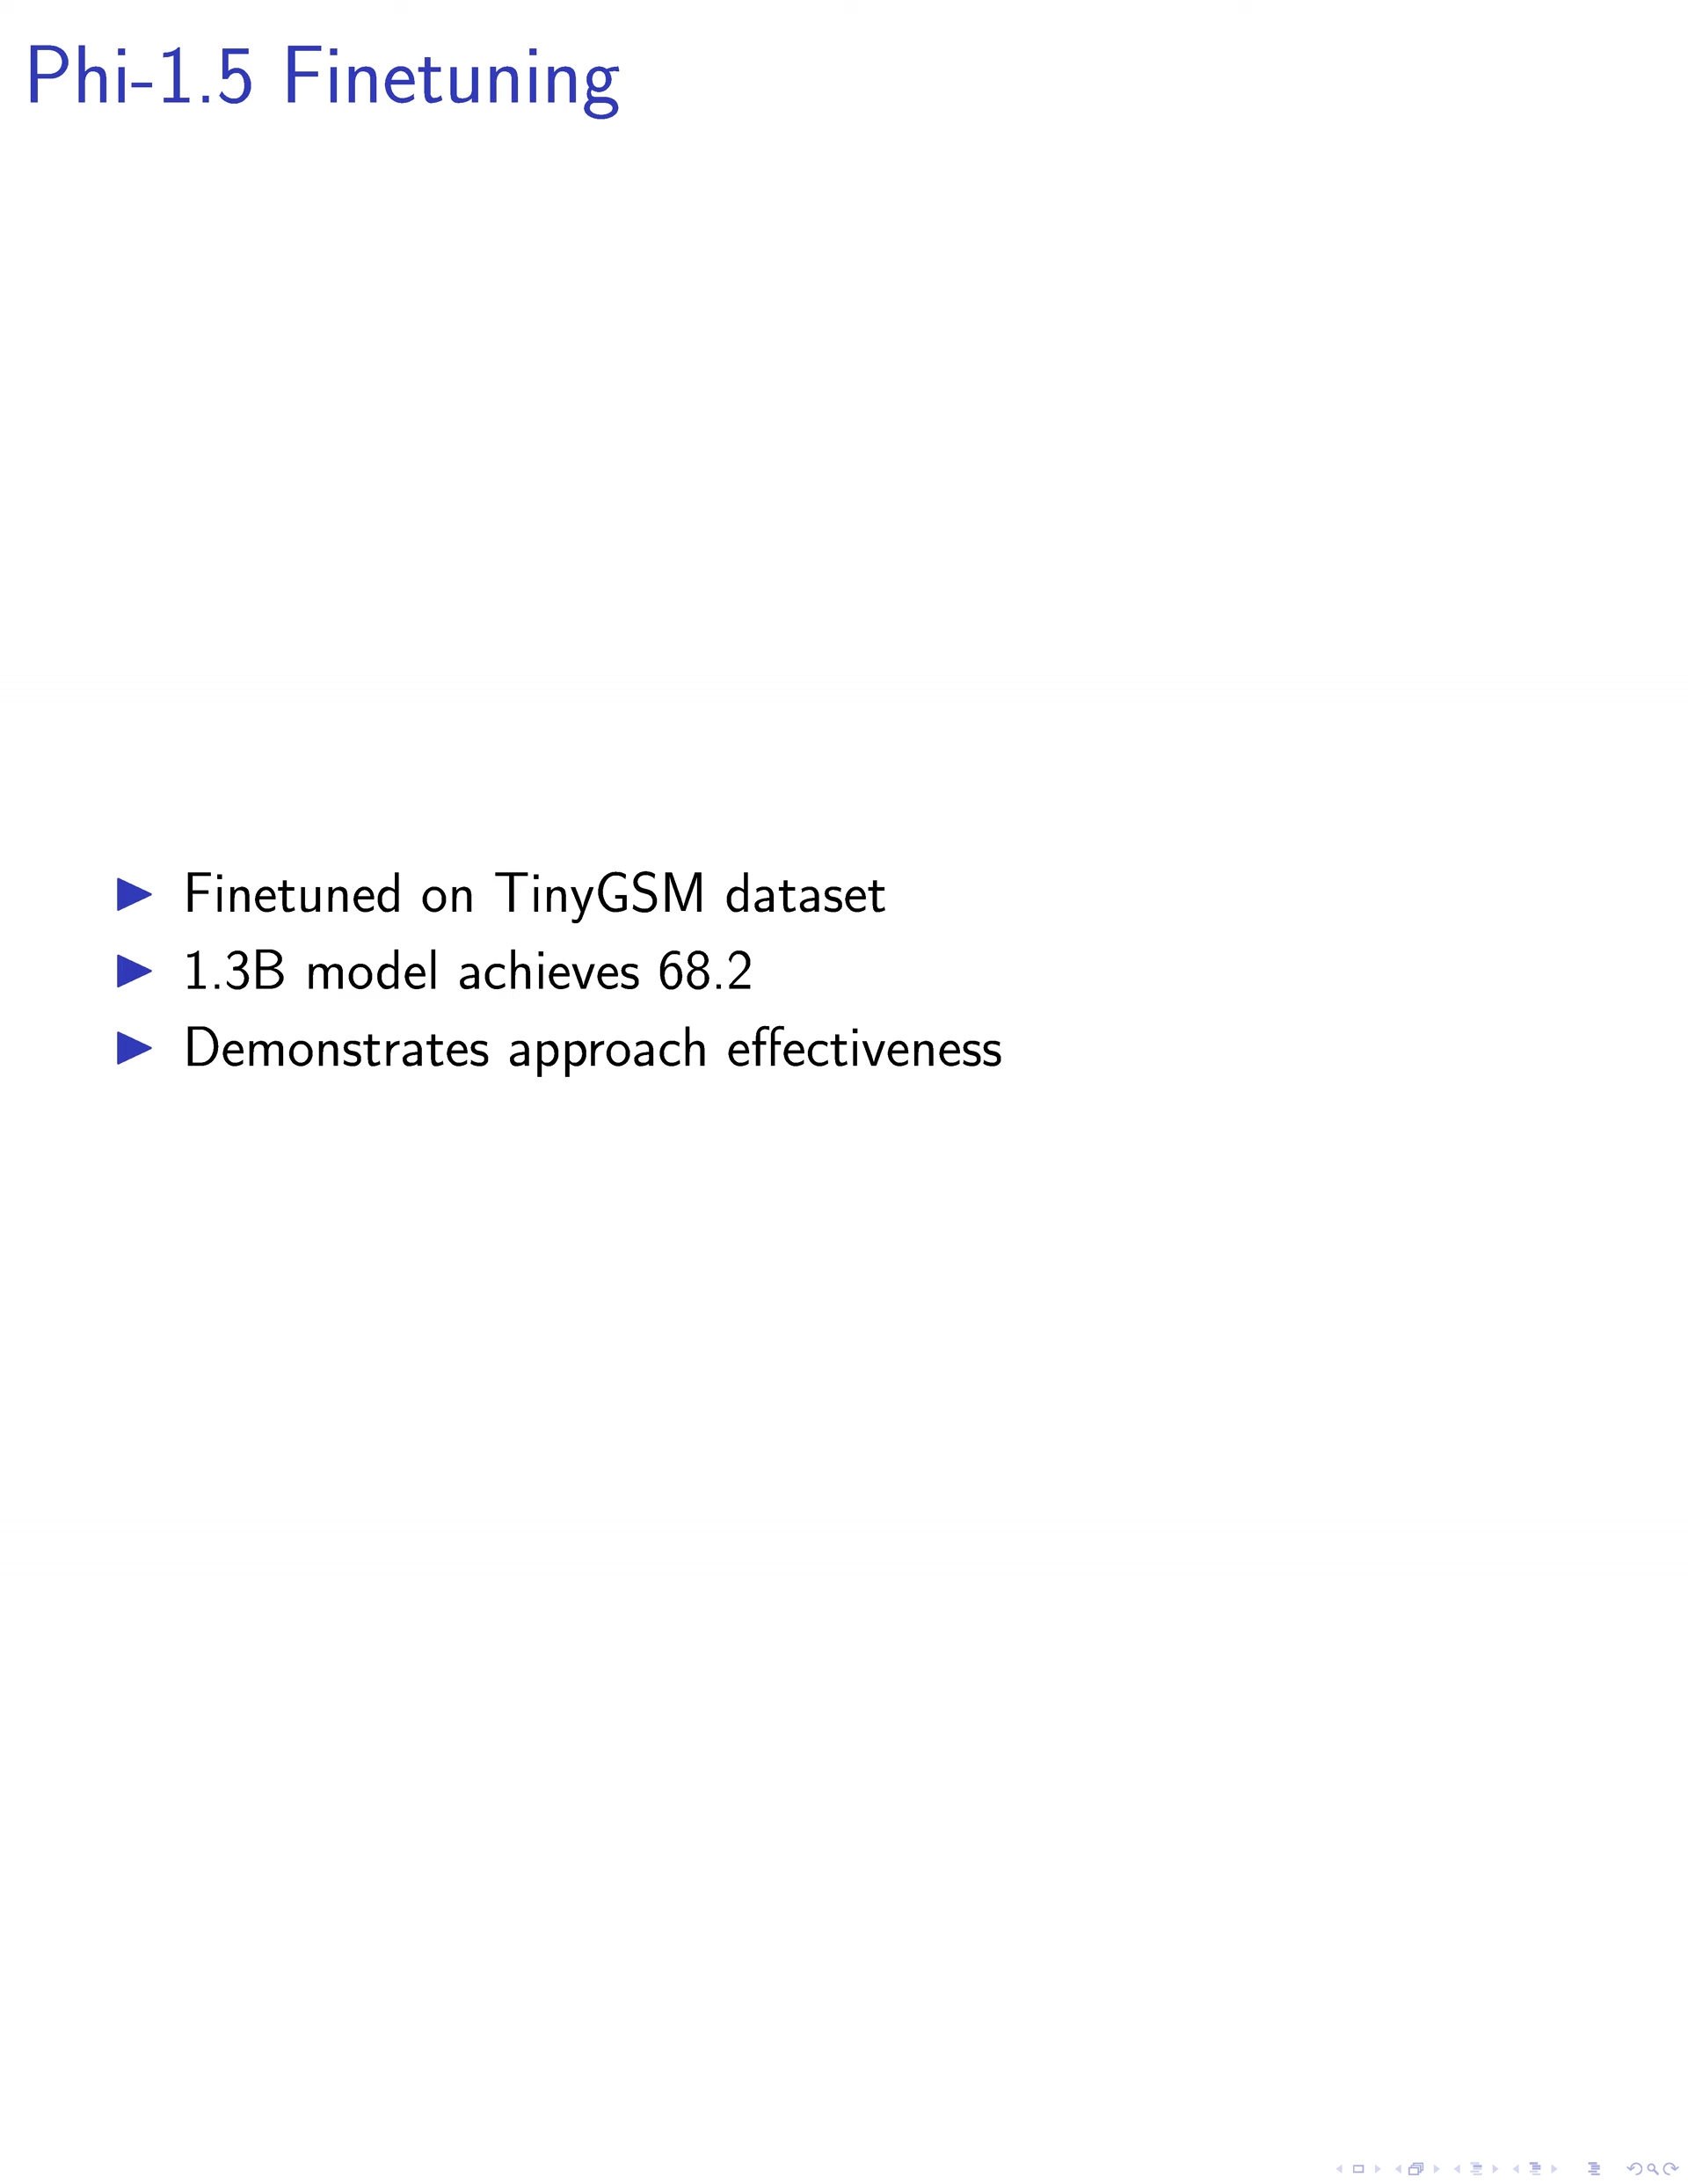 Phi-1.5 Finetuning
Finetuned on TinyGSM dataset
1.3B model achieves 68.2
Demonstrates approach effectiveness